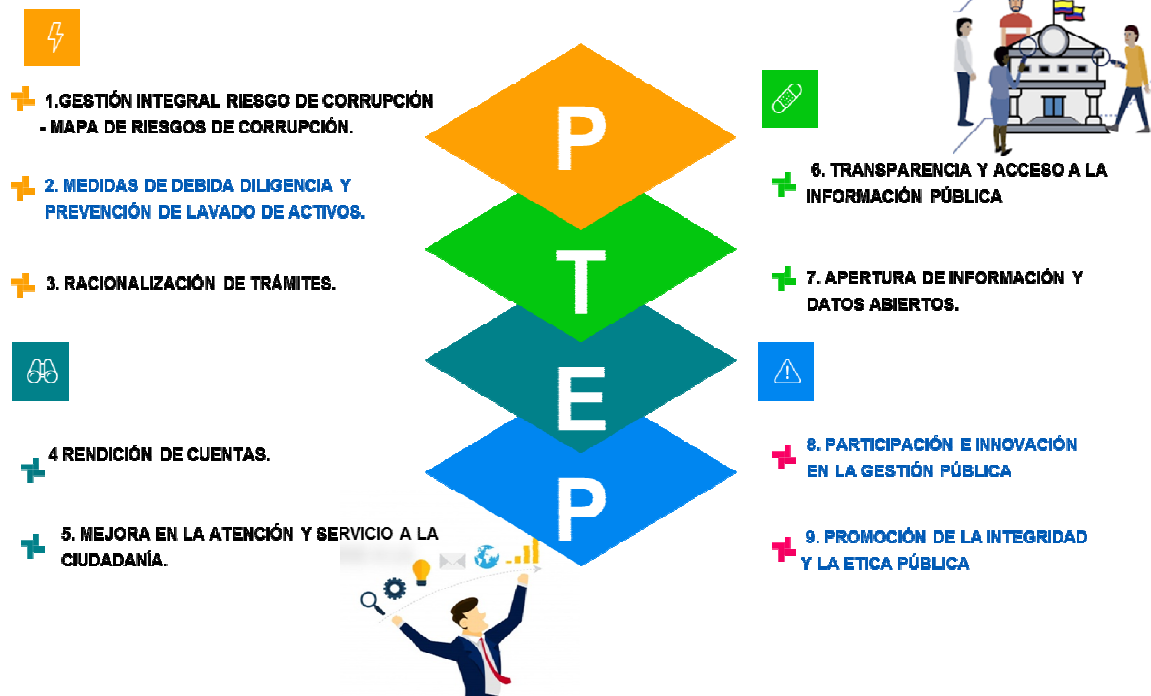 1.GESTIÓN INTEGRAL RIESGO DE CORRUPCIÓN
- MAPA DE RIESGOS DE CORRUPCIÓN.
2. MEDIDAS DE DEBIDA DILIGENCIA Y
PREVENCIÓN DE LAVADO DE ACTIVOS.
3. RACIONALIZACIÓN DE TRÁMITES.
4 RENDICIÓN DE CUENTAS.
5. MEJORA EN LA ATENCIÓN Y SERVICIO A LA
CIUDADANÍA.
P
T
E
P
6. TRANSPARENCIA Y ACCESO A LA
INFORMACIÓN PÚBLICA
7. APERTURA DE INFORMACIÓN Y
DATOS ABIERTOS.
8. PARTICIPACIÓN E INNOVACIÓN
EN LA GESTIÓN PÚBLICA
9. PROMOCIÓN DE LA INTEGRIDAD
Y LA ETICA PÚBLICA